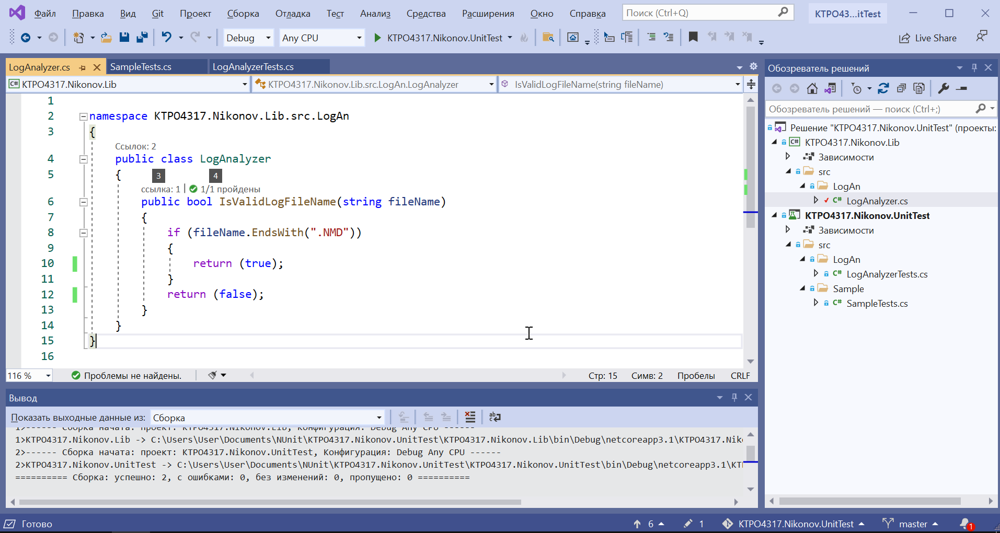 Файл Правка Вид Git Проект Сборка Отладка Тест Анализ Средства Расширения Окно Справка Поиск (Ctrl+Q) KTPO43...itTest
Debug Any CPU KTPO4317.Nikonov.UnitTest Live Share
LogAnalyzer.cs SampleTests.cs LogAnalyzerTests.cs
C# KTPO4317.Nikonov.Lib KTPO4317.Nikonov.Lib.src.LogAn.LogAnalyzer IsValidLogFileName(string fileName)
1
2 namespace KTPO4317.Nikonov.Lib.src.LogAn
3 {
Ссылок: 2
4 public class LogAnalyzer
5 {
3 4
ссылка: 1 | 1/1 пройдены
6 public bool IsValidLogFileName(string fileName)
7 {
8 if (fileName.EndsWith(".NMD"))
9 {
10 return (true);
11 }
12 return (false);
13 }
14 }
15 }
16
116 % Проблемы не найдены. Стр: 15 Симв: 2 Пробелы CRLF
Вывод
Показать выходные данные из: Сборка
1>------ Сборка начата: проект: KTPO4317.Nikonov.Lib, Конфигурация: Debug Any CPU ------
1>KTPO4317.Nikonov.Lib -> C:\Users\User\Documents\NUnit\KTPO4317.Nikonov.UnitTest\KTPO4317.Nikonov.Lib\bin\Debug\netcoreapp3.1\KTPO4317.Nik
2>------ Сборка начата: проект: KTPO4317.Nikonov.UnitTest, Конфигурация: Debug Any CPU ------
2>KTPO4317.Nikonov.UnitTest -> C:\Users\User\Documents\NUnit\KTPO4317.Nikonov.UnitTest\KTPO4317.Nikonov.UnitTest\bin\Debug\netcoreapp3.1\KT
========== Сборка: успешно: 2, с ошибками: 0, без изменений: 0, пропущено: 0 ==========
Обозреватель решений
Обозреватель решений — поиск (Ctrl+;)
Решение "KTPO4317.Nikonov.UnitTest" (проекты:
C# KTPO4317.Nikonov.Lib
Зависимости
src
LogAn
C# LogAnalyzer.cs
KTPO4317.Nikonov.UnitTest
Зависимости
src
LogAn
C# LogAnalyzerTests.cs
Sample
C# SampleTests.cs
Готово 6 1 KTPO4317.Nikonov.UnitTest master 1